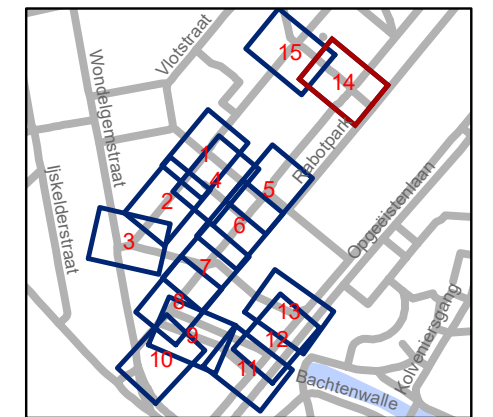 Vlotstraat
15
14
Wondelgemstraat
Rabotpark
1
4
5
Ijskelderstraat
2
6
Opgeëistenlaan
3
7
8
13
9
12
10
11
Kolveniersgang
Bachtenwalle